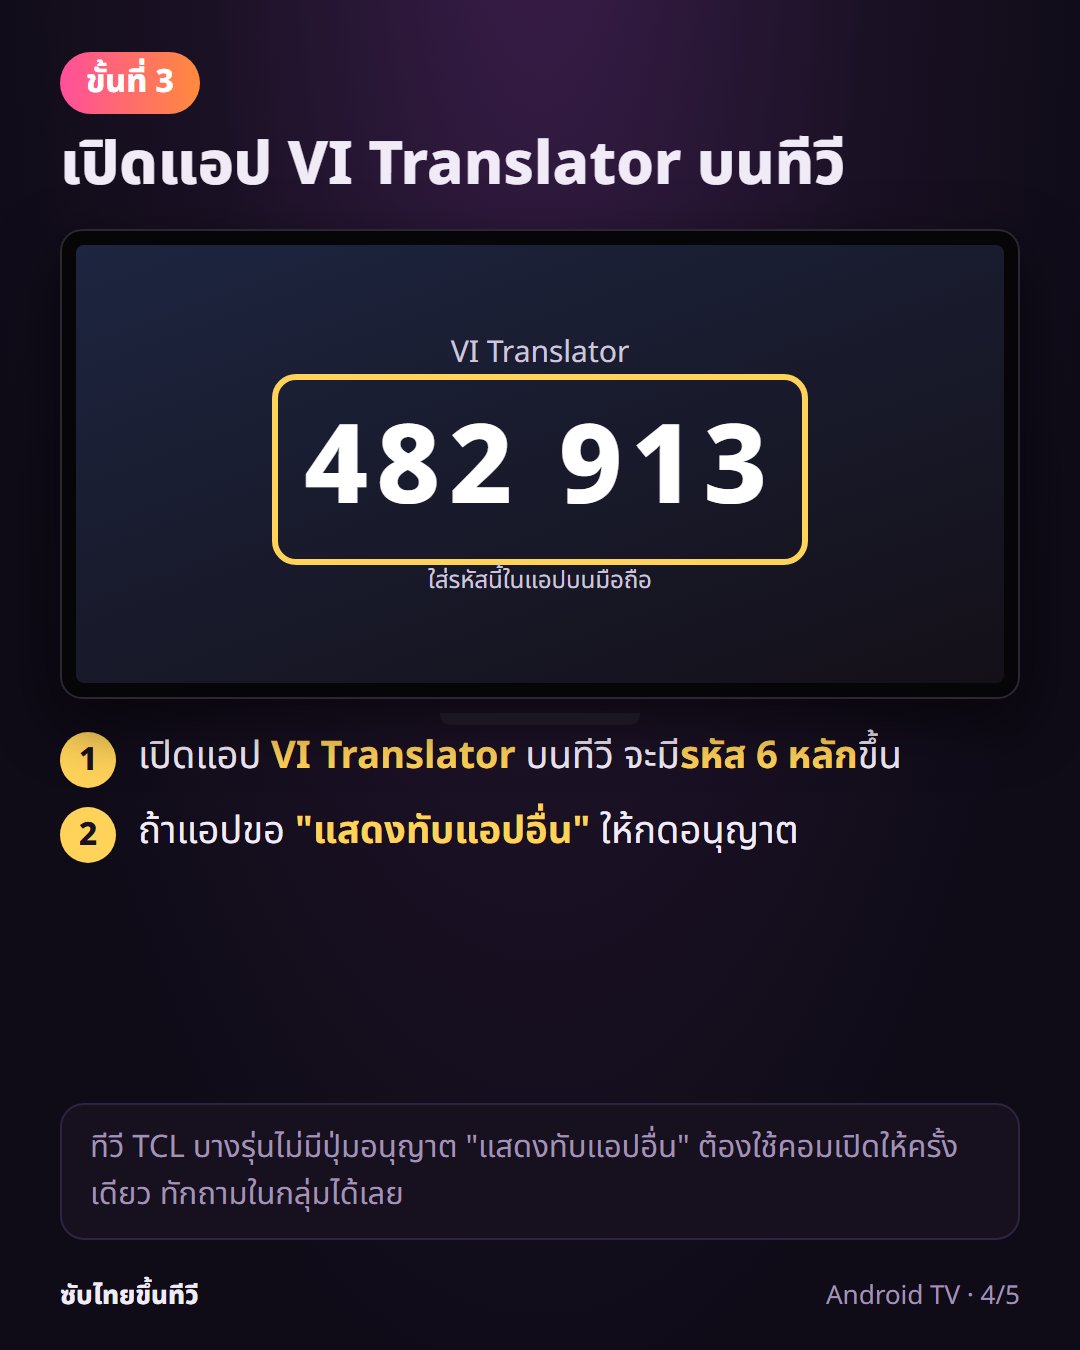 ขั้นที่ 3
เปิดแอป VI Translator บนทีวี
VI Translator
482 913
ใส่รหัสนี้ในแอปบนมือถือ
1 เปิดแอป VI Translator บนทีวี จะมีรหัส 6 หลักขึ้น
2 ถ้าแอปขอ "แสดงทับแอปอื่น" ให้กดอนุญาต
ทีวี TCL บางรุ่นไม่มีปุ่มอนุญาต "แสดงทับแอปอื่น" ต้องใช้คอมเปิดให้ครั้ง
เดียว ทักถามในกลุ่มได้เลย
ซับไทยขึ้นทีวี
Android TV · 4/5